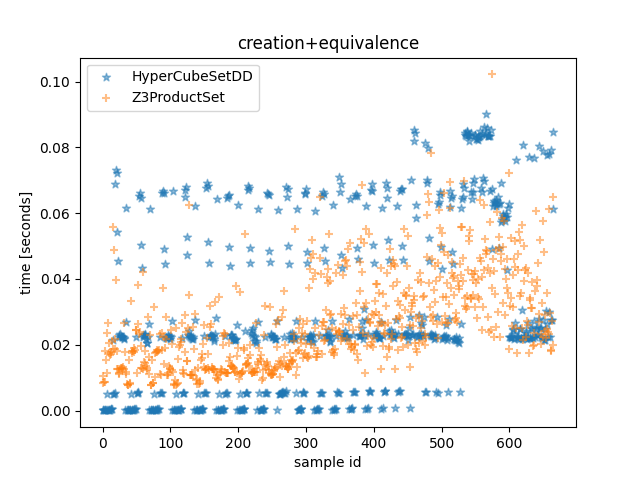 creation+equivalence
HyperCubeSetDD
Z3ProductSet
time [seconds]
0.10
0.08
0.06
0.04
0.02
0.00
0 100 200 300 400 500 600
sample id